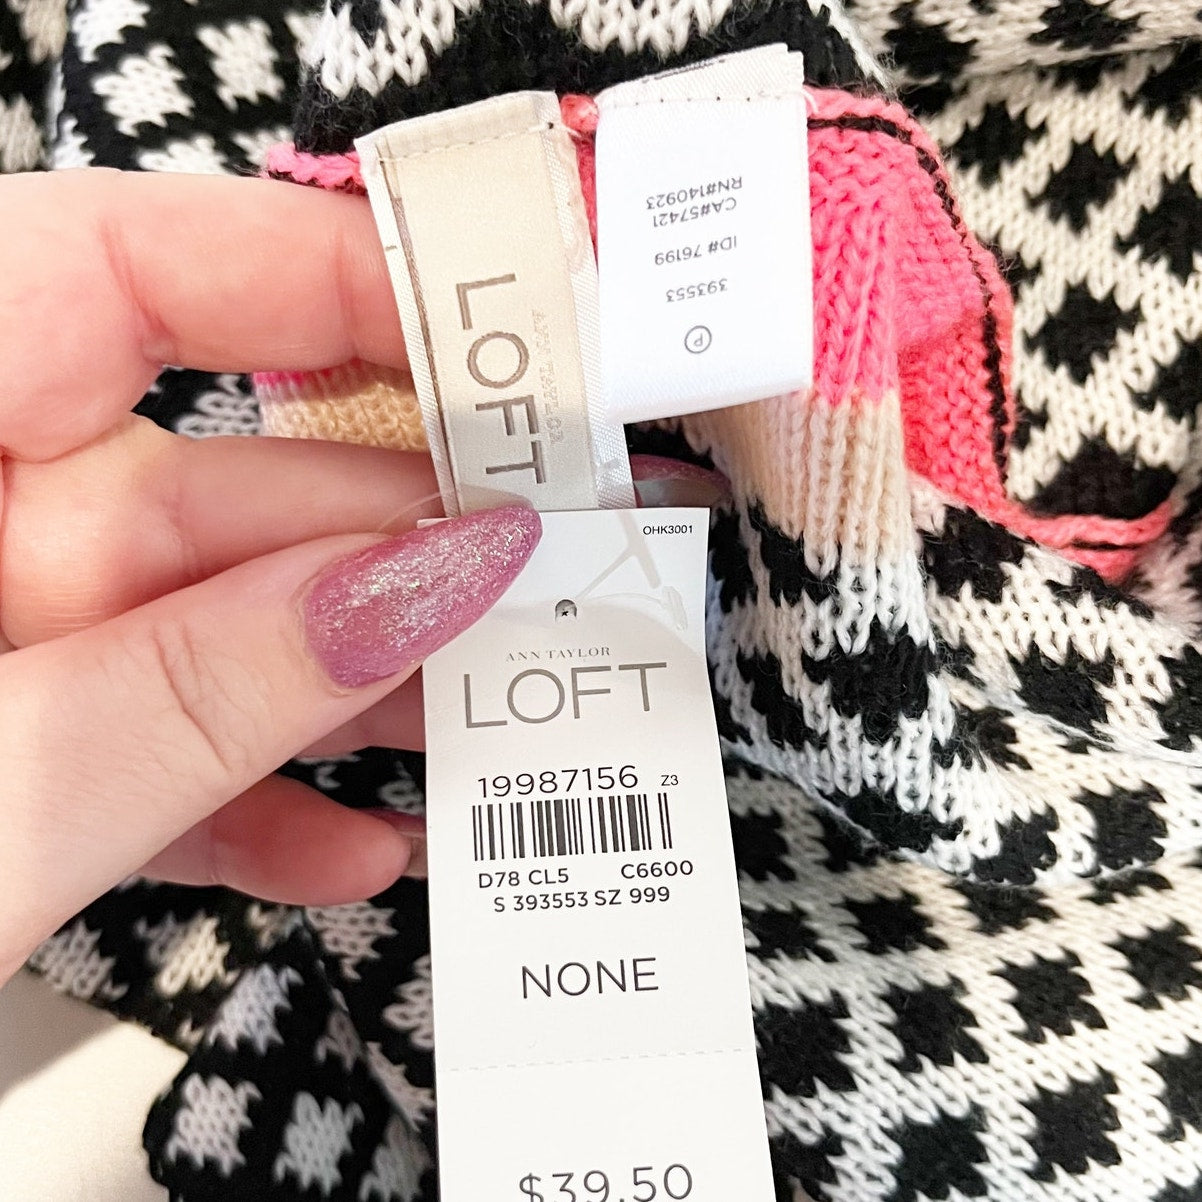 RN#140923
CA#57421
ID# 76199
393553
P
LOFT
ANN TAYLOR
OHK3001
ANN TAYLOR
LOFT
19987156 Z3
D78 CL5 C6600
S 393553 SZ 999
NONE
$39.50